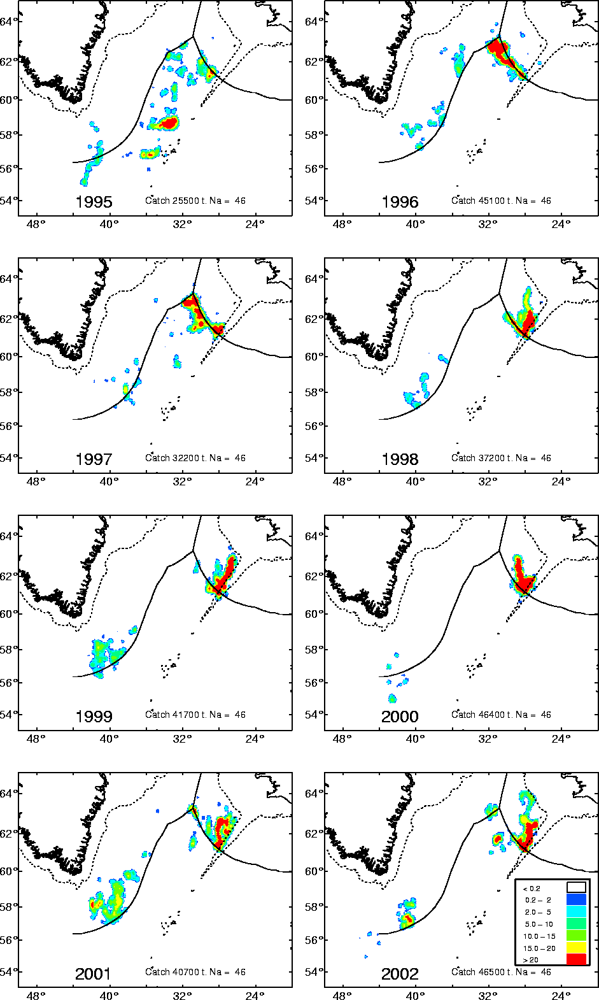 64°
62°
60°
58°
56°
54°
1995 Catch 25500 t. Na = 46
48° 40° 32° 24°
64°
62°
60°
58°
56°
54°
1996 Catch 45100 t. Na = 46
48° 40° 32° 24°
64°
62°
60°
58°
56°
54°
1997 Catch 32200 t. Na = 46
48° 40° 32° 24°
64°
62°
60°
58°
56°
54°
1998 Catch 37200 t. Na = 46
48° 40° 32° 24°
64°
62°
60°
58°
56°
54°
1999 Catch 41700 t. Na = 46
48° 40° 32° 24°
64°
62°
60°
58°
56°
54°
2000 Catch 46400 t. Na = 46
48° 40° 32° 24°
64°
62°
60°
58°
56°
54°
2001 Catch 40700 t. Na = 46
48° 40° 32° 24°
64°
62°
60°
58°
56°
54°
< 0.2
0.2 – 2
2.0 – 5
5.0 – 10
10.0 – 15
15.0 – 20
> 20
2002 Catch 46500 t. Na = 46
48° 40° 32° 24°